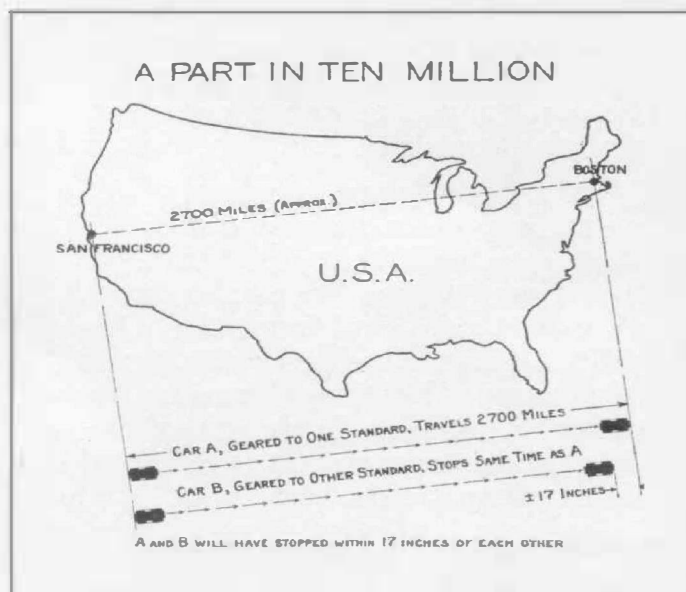 A PART IN TEN MILLION
BOSTON
2700 MILES (APPROX.)
SAN FRANCISCO
U.S.A.
CAR A, GEARED TO ONE STANDARD, TRAVELS 2700 MILES
CAR B, GEARED TO OTHER STANDARD, STOPS SAME TIME AS A
± 17 INCHES
A AND B WILL HAVE STOPPED WITHIN 17 INCHES OF EACH OTHER